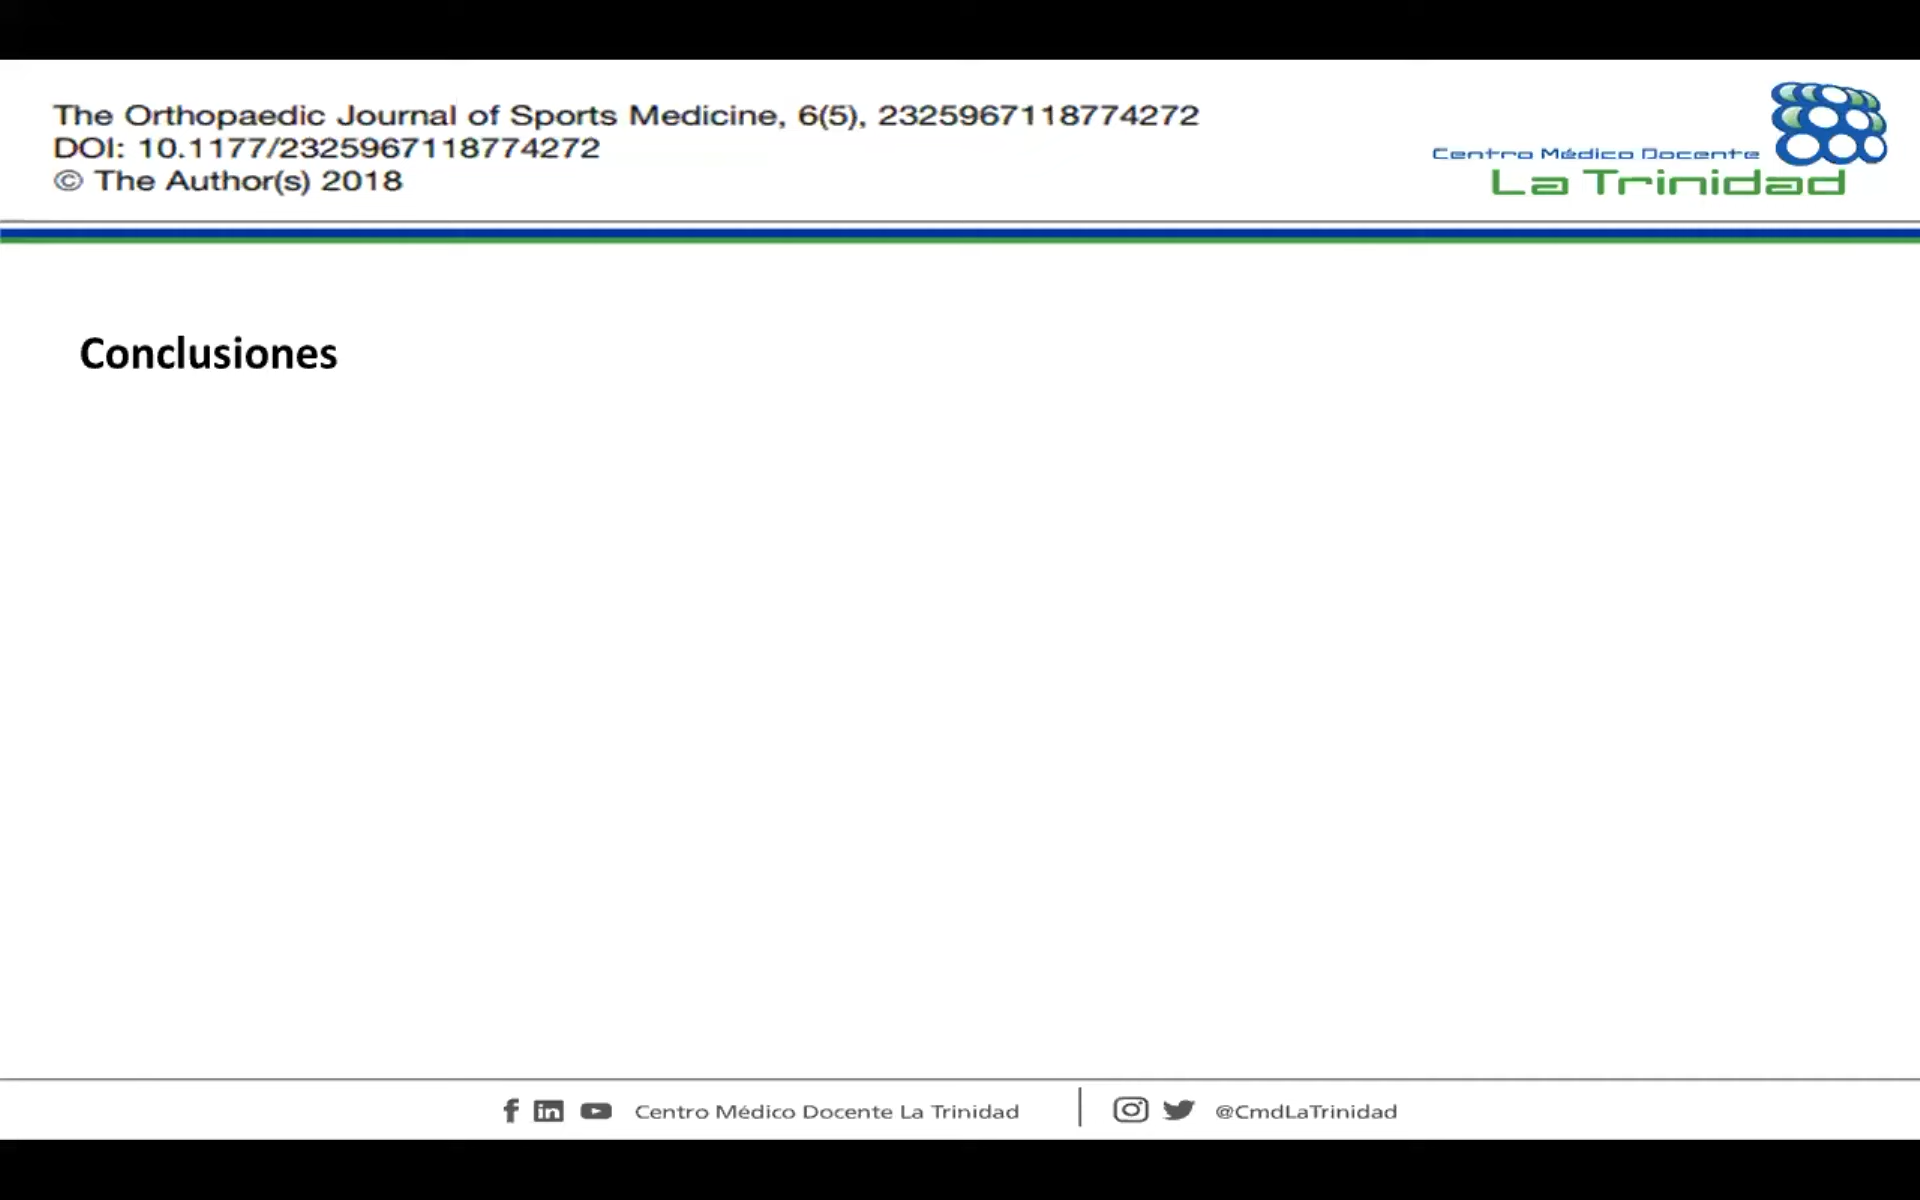 The Orthopaedic Journal of Sports Medicine, 6(5), 2325967118774272
DOI: 10.1177/2325967118774272
© The Author(s) 2018
Centro Médico Docente
La Trinidad
Conclusiones
Centro Médico Docente La Trinidad
@CmdLaTrinidad